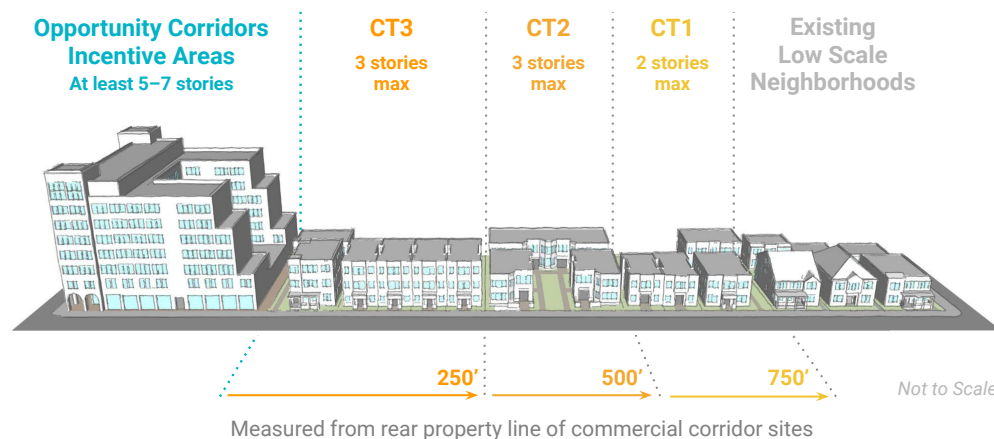 Opportunity Corridors
Incentive Areas
At least 5–7 stories
CT3
3 stories
max
CT2
3 stories
max
CT1
2 stories
max
Existing
Low Scale
Neighborhoods
250’
500’
750’
Not to Scale
Measured from rear property line of commercial corridor sites